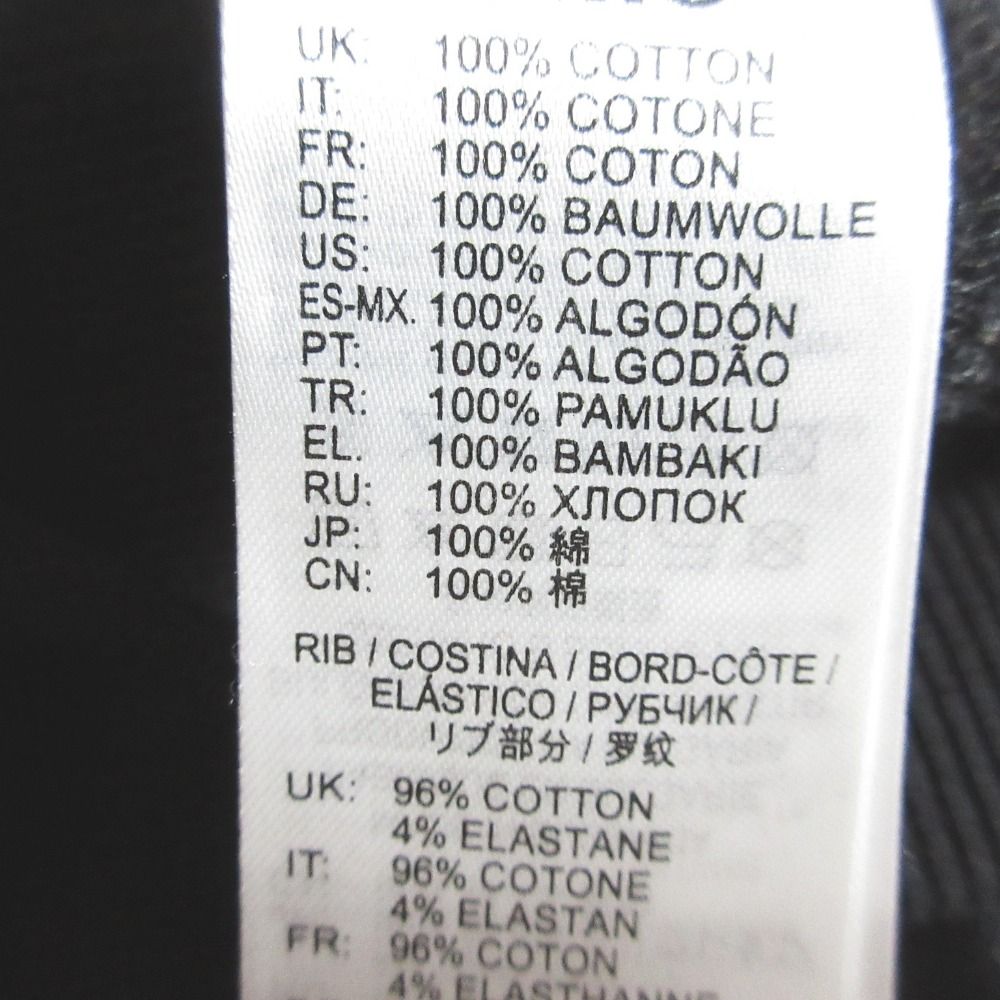 UK: 100% COTTON
IT: 100% COTONE
FR: 100% COTON
DE: 100% BAUMWOLLE
US: 100% COTTON
ES-MX. 100% ALGODÓN
PT: 100% ALGODÃO
TR: 100% PAMUKLU
EL. 100% BAMBAKI
RU: 100% ХЛОПОК
JP: 100% 綿
CN: 100% 棉
RIB / COSTINA / BORD-CÔTE /
ELÁSTICO / РУБЧИК /
リブ部分 / 罗纹
UK: 96% COTTON
4% ELASTANE
IT: 96% COTONE
4% ELASTAN
FR: 96% COTON
4% ELASTHANNE